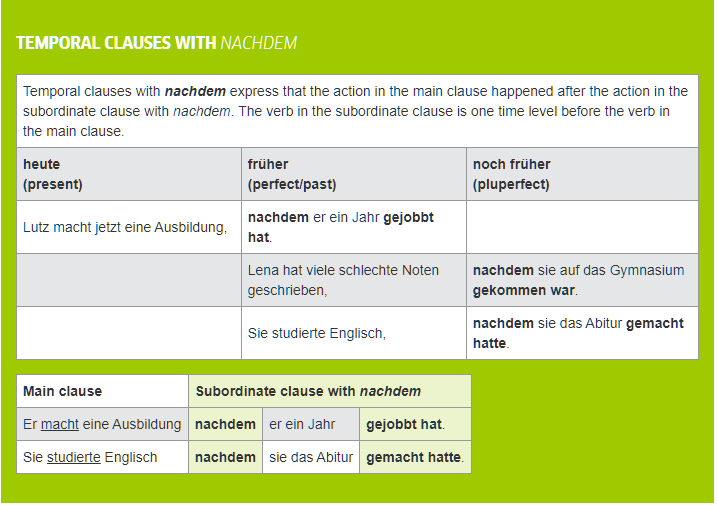 TEMPORAL CLAUSES WITH NACHDEM
Temporal clauses with nachdem express that the action in the main clause happened after the action in the
subordinate clause with nachdem. The verb in the subordinate clause is one time level before the verb in
the main clause.
heute
(present)
früher
(perfect/past)
noch früher
(pluperfect)
Lutz macht jetzt eine Ausbildung,
nachdem er ein Jahr gejobbt
hat.
Lena hat viele schlechte Noten
geschrieben,
nachdem sie auf das Gymnasium
gekommen war.
Sie studierte Englisch,
nachdem sie das Abitur gemacht
hatte.
Main clause Subordinate clause with nachdem
Er macht eine Ausbildung nachdem er ein Jahr gejobbt hat.
Sie studierte Englisch nachdem sie das Abitur gemacht hatte.